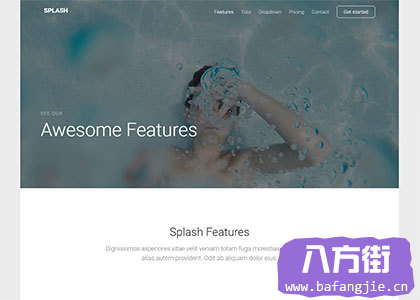 SPLASH
Features Tour Dropdown Pricing Contact Get started
SEE OUR
Awesome Features
Splash Features
Dignissimos asperiores vitae velit veniam totam fuga molestias
alias autem provident. Odit ab aliquam dolor eius
八方街
www.bafangjie.cn